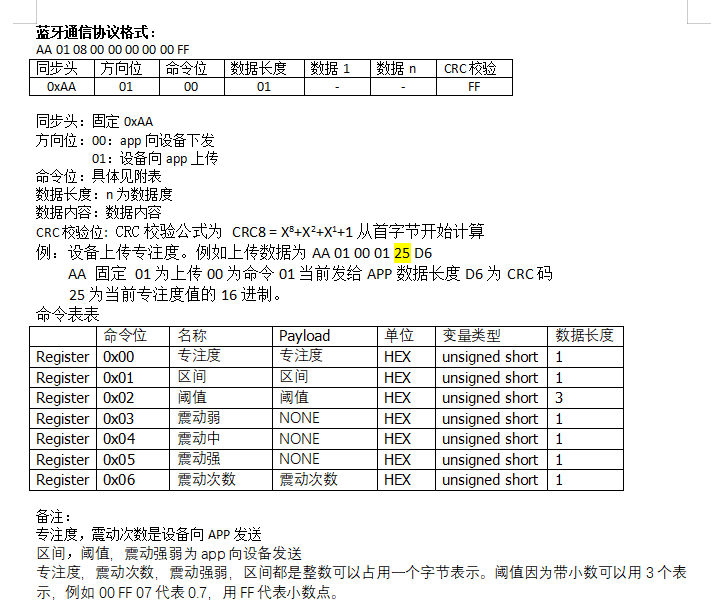 蓝牙通信协议格式：
AA 01 08 00 00 00 00 00 FF
同步头 方向位 命令位 数据长度 数据 1 数据 n CRC 校验
0xAA 01 00 01 - - FF
同步头：固定 0xAA
方向位：00：app 向设备下发
01：设备向 app 上传
命令位：具体见附表
数据长度：n 为数据度
数据内容：数据内容
CRC 校验位: CRC 校验公式为 CRC8 = X8+X2+X1+1 从首字节开始计算
例：设备上传专注度。例如上传数据为 AA 01 00 01 25 D6
AA 固定 01 为上传 00 为命令 01 当前发给 APP 数据长度 D6 为 CRC 码
25 为当前专注度值的 16 进制。
命令表表
命令位 名称 Payload 单位 变量类型 数据长度
Register 0x00 专注度 专注度 HEX unsigned short 1
Register 0x01 区间 区间 HEX unsigned short 1
Register 0x02 阈值 阈值 HEX unsigned short 3
Register 0x03 震动弱 NONE HEX unsigned short 1
Register 0x04 震动中 NONE HEX unsigned short 1
Register 0x05 震动强 NONE HEX unsigned short 1
Register 0x06 震动次数 震动次数 HEX unsigned short 1
备注：
专注度，震动次数是设备向 APP 发送
区间，阈值，震动强弱为 app 向设备发送
专注度，震动次数，震动强弱，区间都是整数可以占用一个字节表示。阈值因为带小数可以用 3 个表
示，例如 00 FF 07 代表 0.7，用 FF 代表小数点。